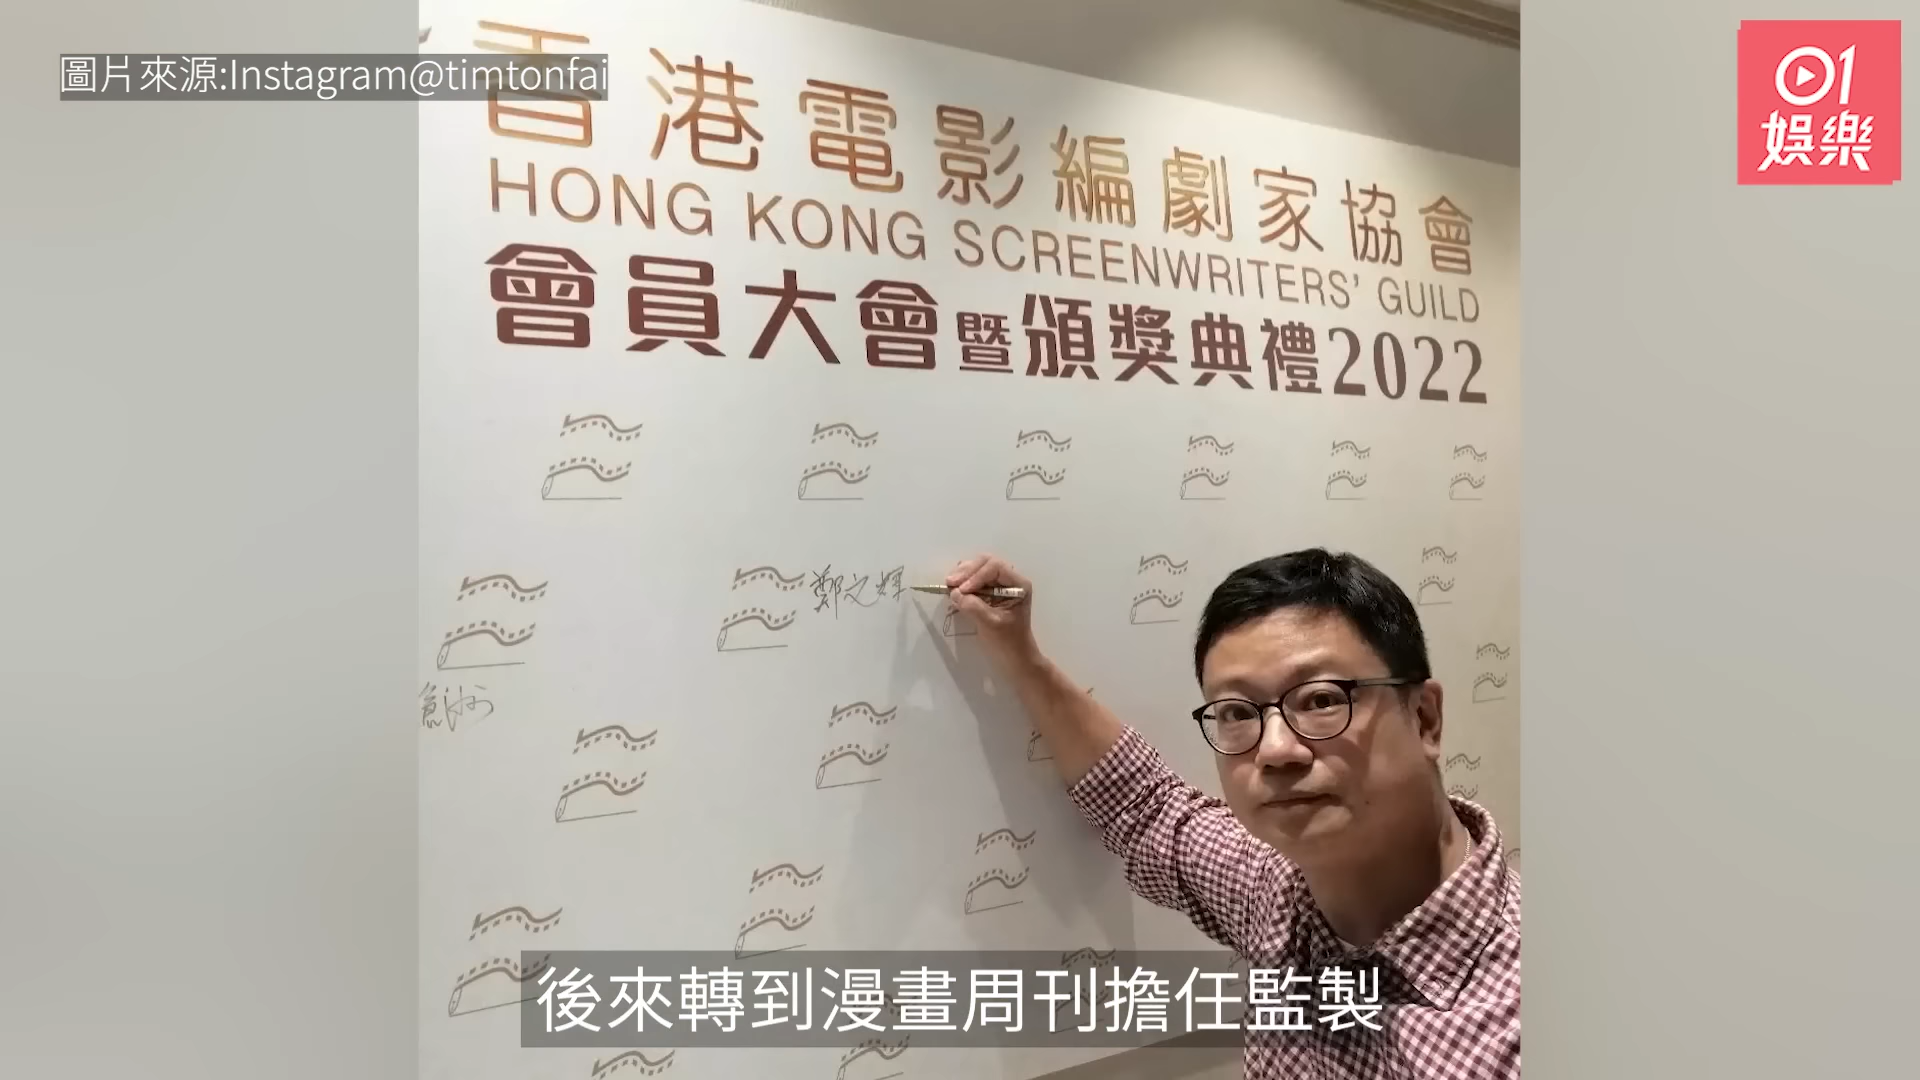 圖片來源:Instagram@timtonfai
01
娛樂
香港電影編劇家協會
HONG KONG SCREENWRITERS' GUILD
會員大會暨頒獎典禮2022
鄭之輝
後來轉到漫畫周刊擔任監製